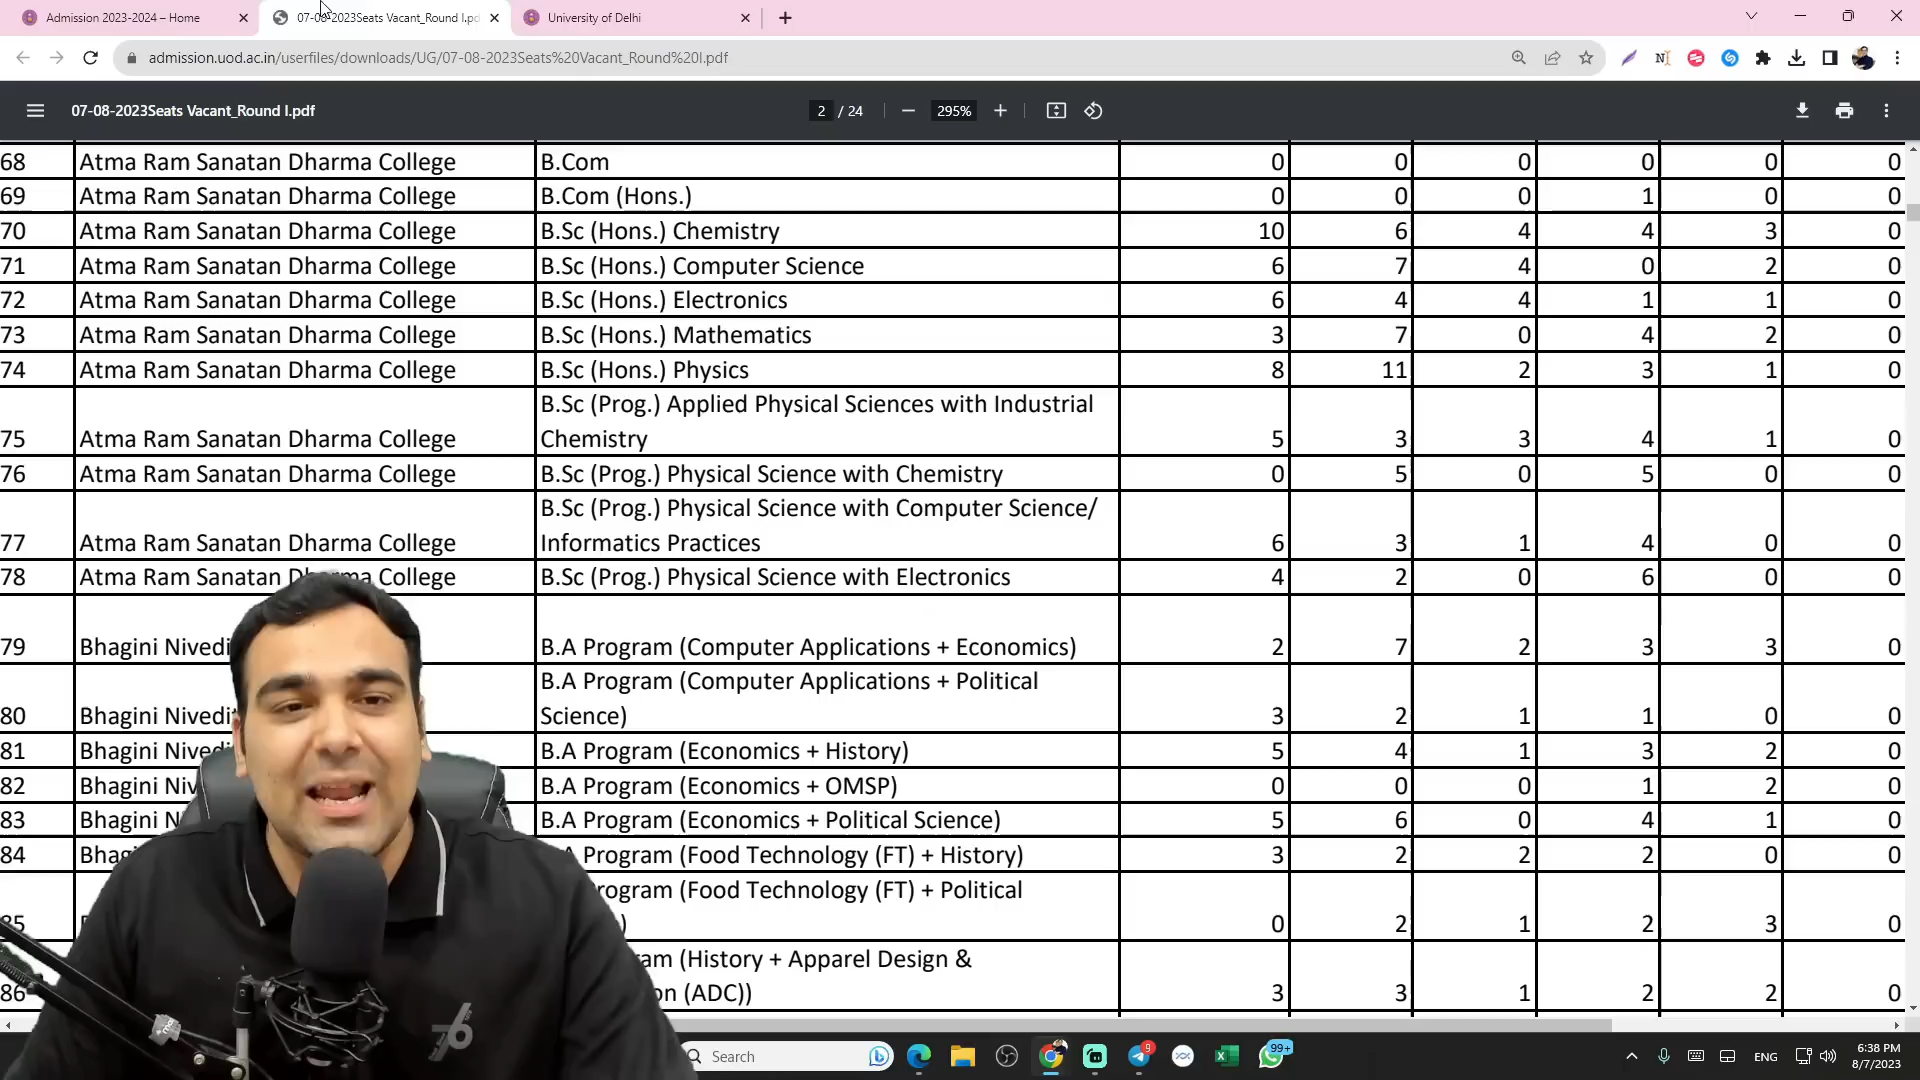 Admission 2023-2024 – Home
07-08-2023Seats Vacant_Round I.pd
University of Delhi
admission.uod.ac.in/userfiles/downloads/UG/07-08-2023Seats%20Vacant_Round%20I.pdf
07-08-2023Seats Vacant_Round I.pdf
2 / 24
295%
68 Atma Ram Sanatan Dharma College B.Com 0 0 0 0 0 0
69 Atma Ram Sanatan Dharma College B.Com (Hons.) 0 0 0 1 0 0
70 Atma Ram Sanatan Dharma College B.Sc (Hons.) Chemistry 10 6 4 4 3 0
71 Atma Ram Sanatan Dharma College B.Sc (Hons.) Computer Science 6 7 4 0 2 0
72 Atma Ram Sanatan Dharma College B.Sc (Hons.) Electronics 6 4 4 1 1 0
73 Atma Ram Sanatan Dharma College B.Sc (Hons.) Mathematics 3 7 0 4 2 0
74 Atma Ram Sanatan Dharma College B.Sc (Hons.) Physics 8 11 2 3 1 0
B.Sc (Prog.) Applied Physical Sciences with Industrial
75 Atma Ram Sanatan Dharma College Chemistry 5 3 3 4 1 0
76 Atma Ram Sanatan Dharma College B.Sc (Prog.) Physical Science with Chemistry 0 5 0 5 0 0
B.Sc (Prog.) Physical Science with Computer Science/
77 Atma Ram Sanatan Dharma College Informatics Practices 6 3 1 4 0 0
78 Atma Ram Sanatan Dharma College B.Sc (Prog.) Physical Science with Electronics 4 2 0 6 0 0
79 Bhagini Nivedi B.A Program (Computer Applications + Economics) 2 7 2 3 3 0
B.A Program (Computer Applications + Political
80 Bhagini Nivedi Science) 3 2 1 1 0 0
81 Bhagini Nivedi B.A Program (Economics + History) 5 4 1 3 2 0
82 Bhagini Niv B.A Program (Economics + OMSP) 0 0 0 1 2 0
83 Bhagini N B.A Program (Economics + Political Science) 5 6 0 4 1 0
84 Bhag A Program (Food Technology (FT) + History) 3 2 2 2 0 0
rogram (Food Technology (FT) + Political
85 ) 0 2 1 2 3 0
ram (History + Apparel Design &
86 on (ADC)) 3 3 1 2 2 0
76
Search
9
99+
ENG
6:38 PM
8/7/2023